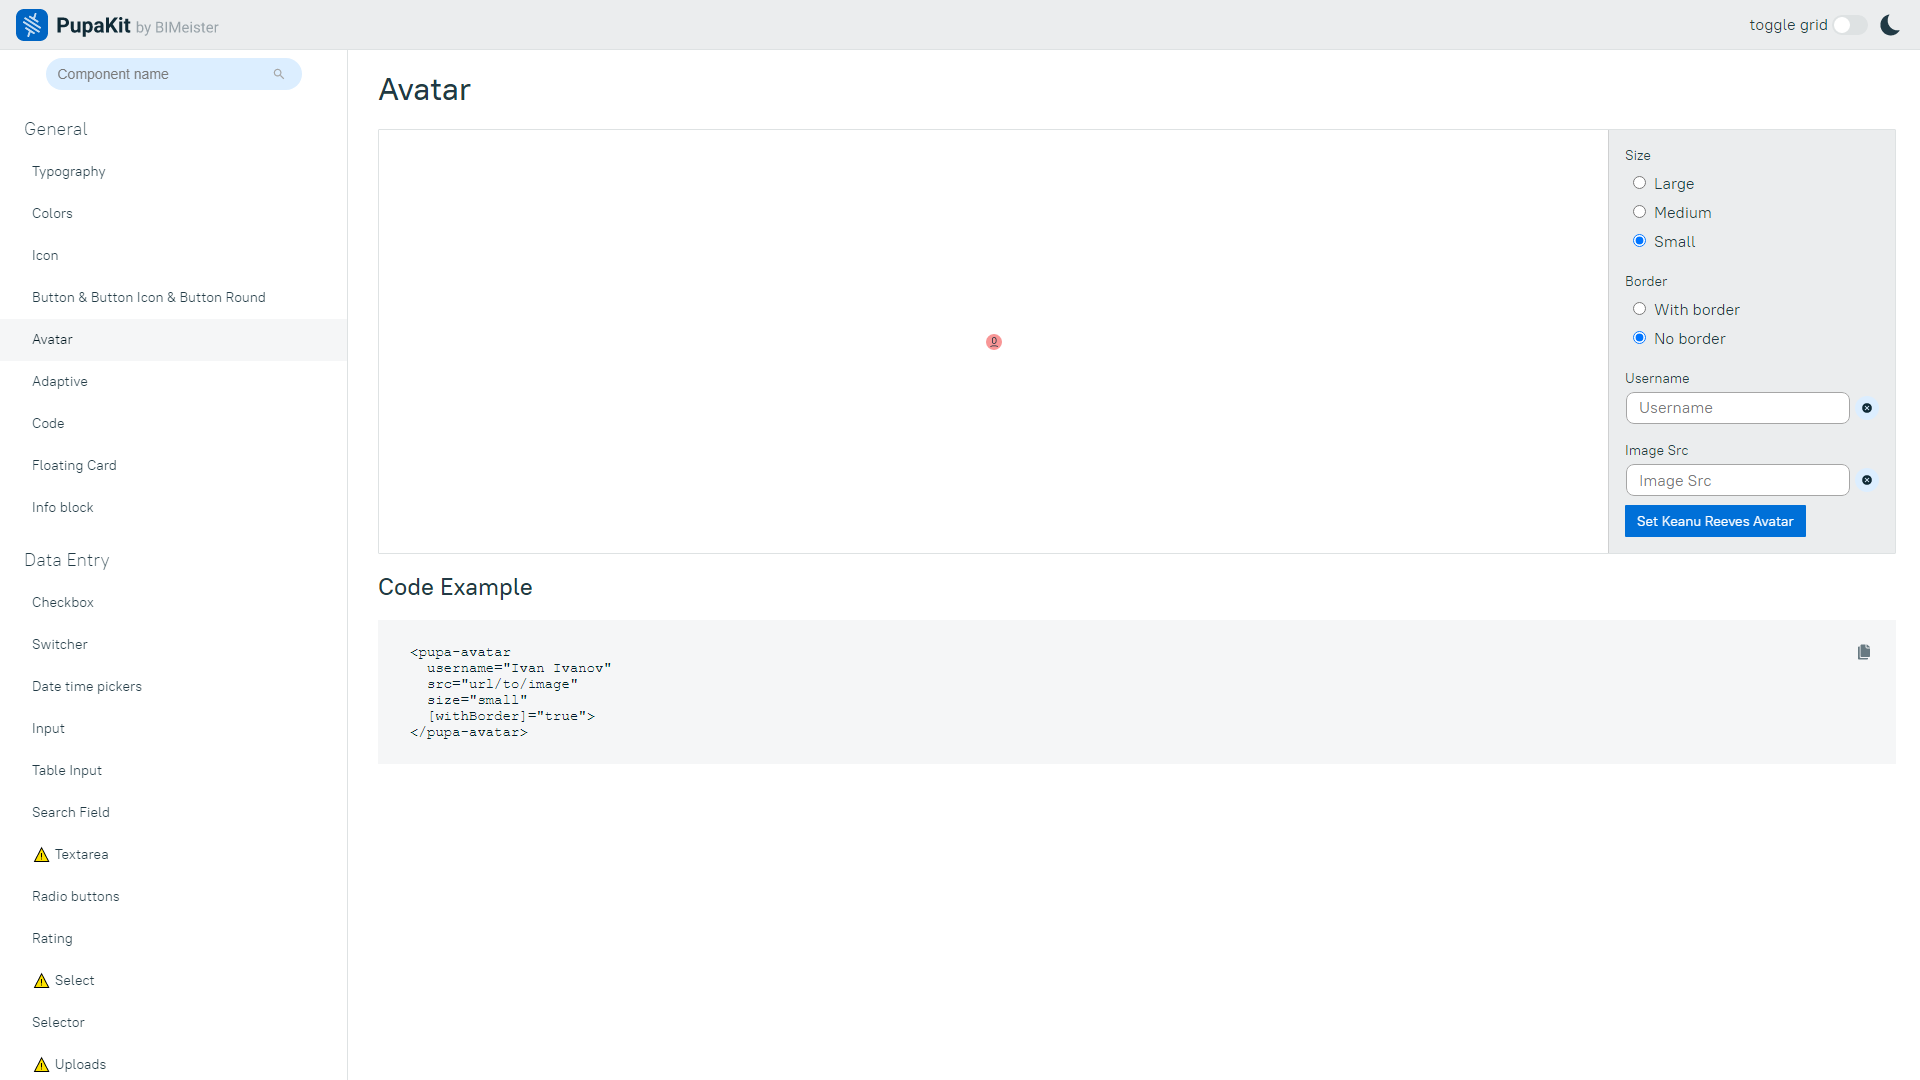 PupaKit by BIMeister
toggle grid
Component name
General
Typography
Colors
Icon
Button & Button Icon & Button Round
Avatar
Adaptive
Code
Floating Card
Info block
Data Entry
Checkbox
Switcher
Date time pickers
Input
Table Input
Search Field
Textarea
Radio buttons
Rating
Select
Selector
Uploads
Avatar
Size
Large
Medium
Small
Border
With border
No border
Username
Username
Image Src
Image Src
Set Keanu Reeves Avatar
Code Example
<pupa-avatar
username="Ivan Ivanov"
src="url/to/image"
size="small"
[withBorder]="true">
</pupa-avatar>